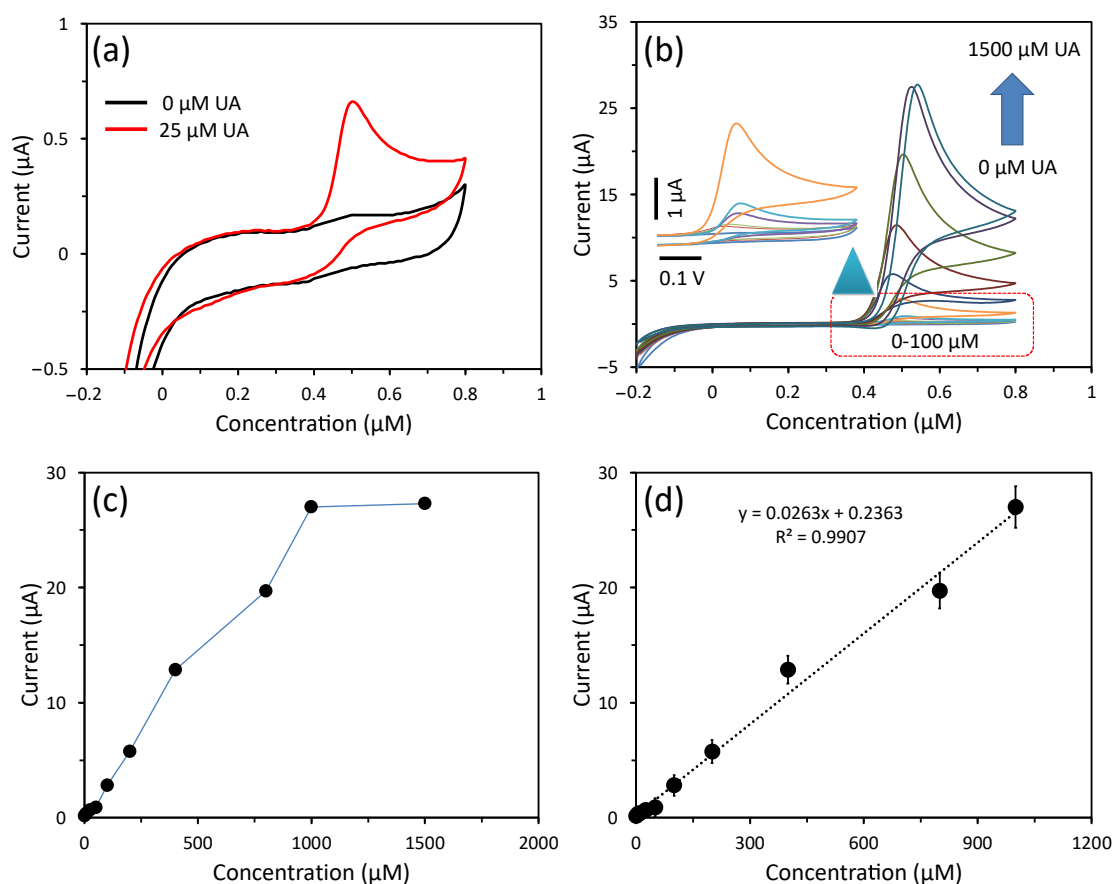 (a)
1
0.5
0
−0.5
−0.2
0
0.2
0.4
0.6
0.8
1
Current (µA)
Concentration (µM)
0 µM UA
25 µM UA
(b)
35
25
15
5
−5
−0.2
0
0.2
0.4
0.6
0.8
1
Current (µA)
Concentration (µM)
1500 µM UA
0 µM UA
1 µA
0.1 V
0-100 µM
(c)
30
20
10
0
0
500
1000
1500
2000
Current (µA)
Concentration (µM)
(d)
30
20
10
0
0
300
600
900
1200
Current (µA)
Concentration (µM)
y = 0.0263x + 0.2363
R² = 0.9907